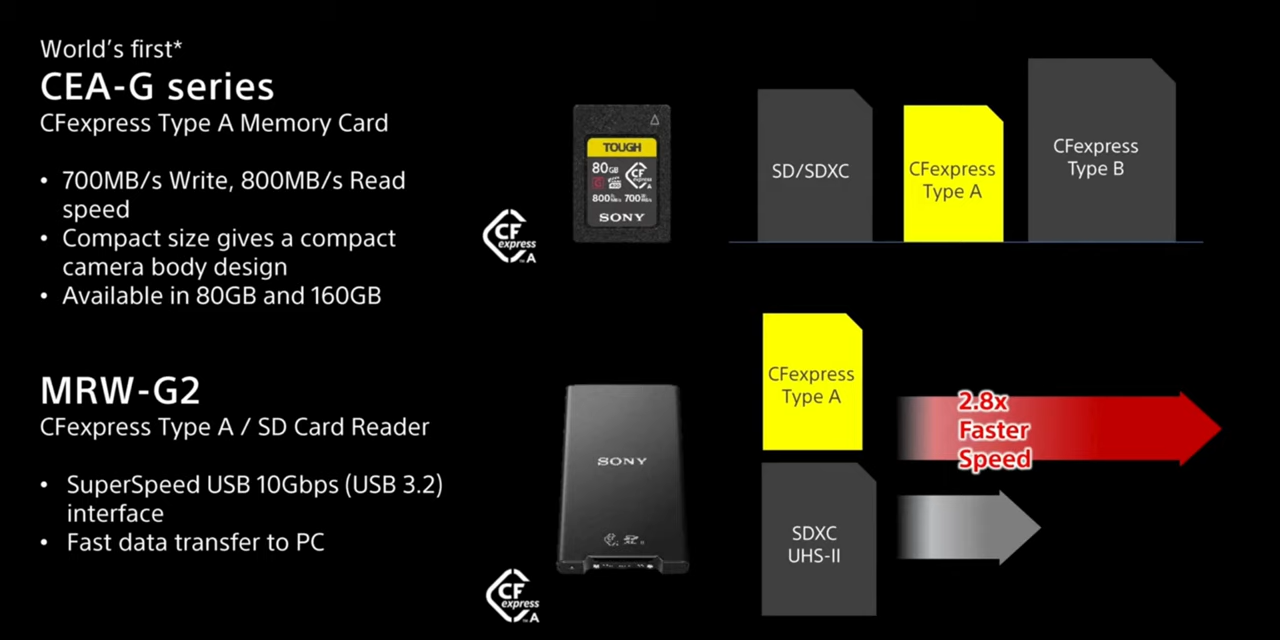 World's first*
CEA-G series
CFexpress Type A Memory Card
• 700MB/s Write, 800MB/s Read
speed
• Compact size gives a compact
camera body design
• Available in 80GB and 160GB
CF
express
A
TOUGH
80GB
CF
express
A
800MB/s 700MB/s
SONY
SD/SDXC
CFexpress
Type A
CFexpress
Type B
MRW-G2
CFexpress Type A / SD Card Reader
• SuperSpeed USB 10Gbps (USB 3.2)
interface
• Fast data transfer to PC
CF
express
A
SONY
CFexpress
Type A
2.8x
Faster
Speed
SDXC
UHS-II